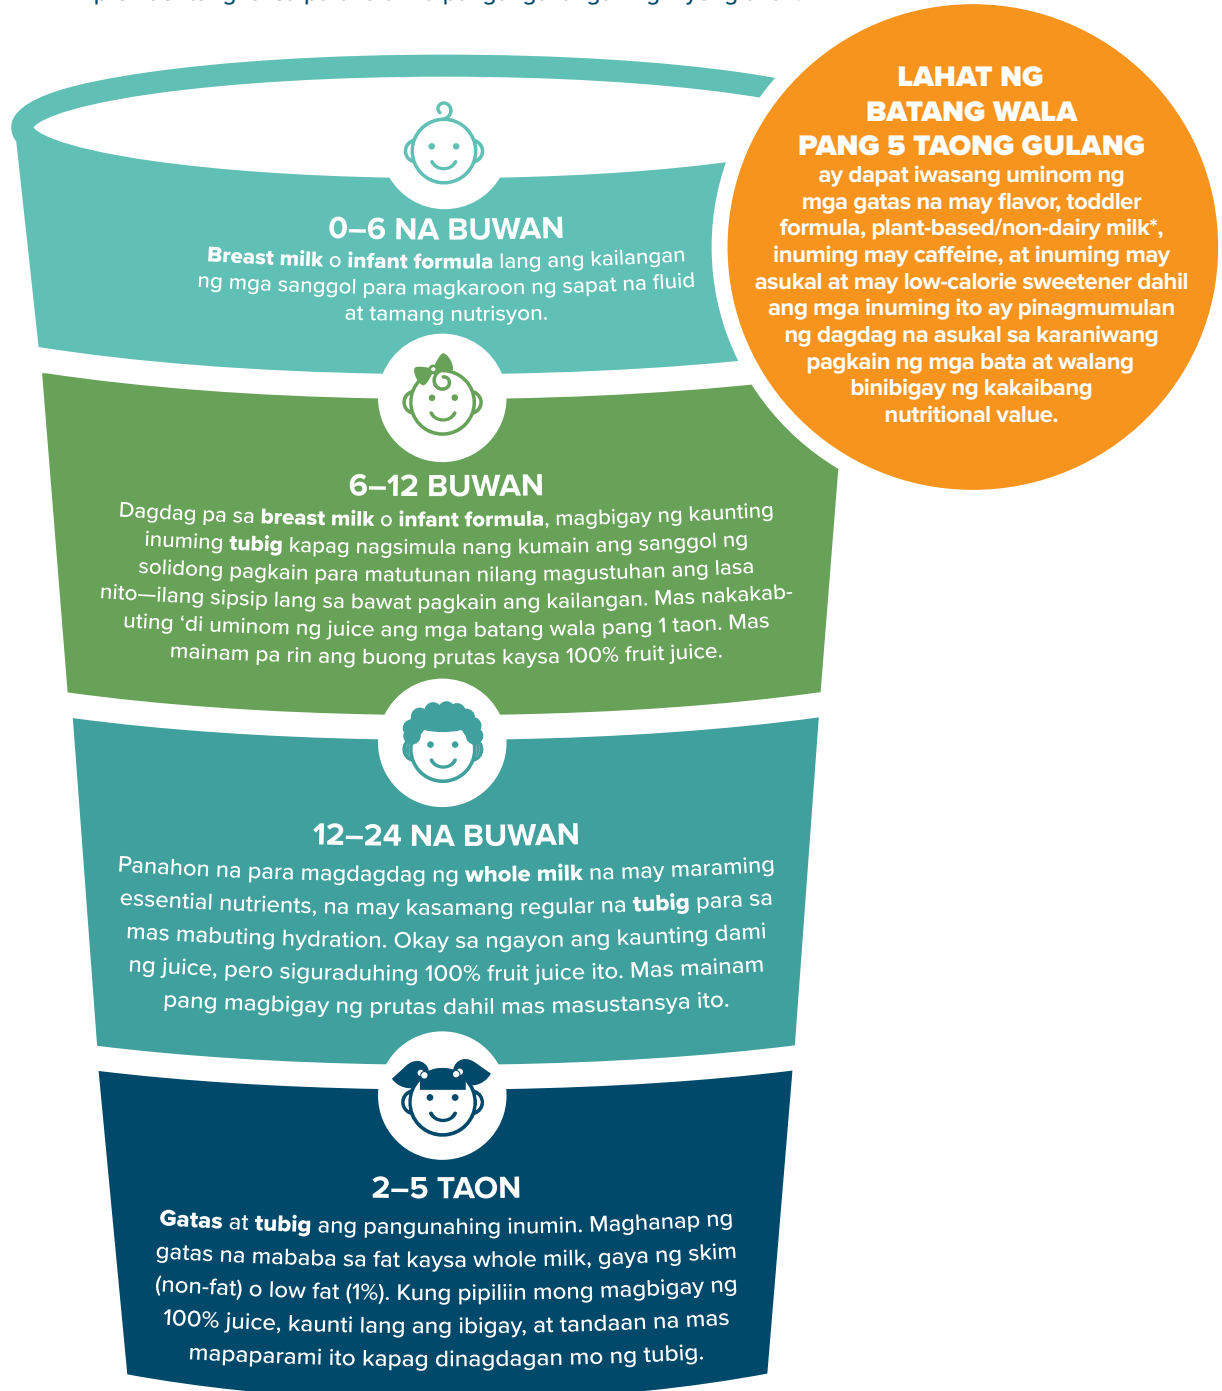 LAHAT NG
BATANG WALA
PANG 5 TAONG GULANG
ay dapat iwasang uminom ng
mga gatas na may flavor, toddler
formula, plant-based/non-dairy milk*,
inuming may caffeine, at inuming may
asukal at may low-calorie sweetener dahil
ang mga inuming ito ay pinagmumulan
ng dagdag na asukal sa karaniwang
pagkain ng mga bata at walang
binibigay ng kakaibang
nutritional value.
0–6 NA BUWAN
Breast milk o infant formula lang ang kailangan
ng mga sanggol para magkaroon ng sapat na fluid
at tamang nutrisyon.
6–12 BUWAN
Dagdag pa sa breast milk o infant formula, magbigay ng kaunting
inuming tubig kapag nagsimula nang kumain ang sanggol ng
solidong pagkain para matutunan nilang magustuhan ang lasa
nito—ilang sipsip lang sa bawat pagkain ang kailangan. Mas nakakab-
uting ‘di uminom ng juice ang mga batang wala pang 1 taon. Mas
mainam pa rin ang buong prutas kaysa 100% fruit juice.
12–24 NA BUWAN
Panahon na para magdagdag ng whole milk na may maraming
essential nutrients, na may kasamang regular na tubig para sa
mas mabuting hydration. Okay sa ngayon ang kaunting dami
ng juice, pero siguraduhing 100% fruit juice ito. Mas mainam
pang magbigay ng prutas dahil mas masustansya ito.
2–5 TAON
Gatas at tubig ang pangunahing inumin. Maghanap ng
gatas na mababa sa fat kaysa whole milk, gaya ng skim
(non-fat) o low fat (1%). Kung pipiliin mong magbigay ng
100% juice, kaunti lang ang ibigay, at tandaan na mas
mapaparami ito kapag dinagdagan mo ng tubig.